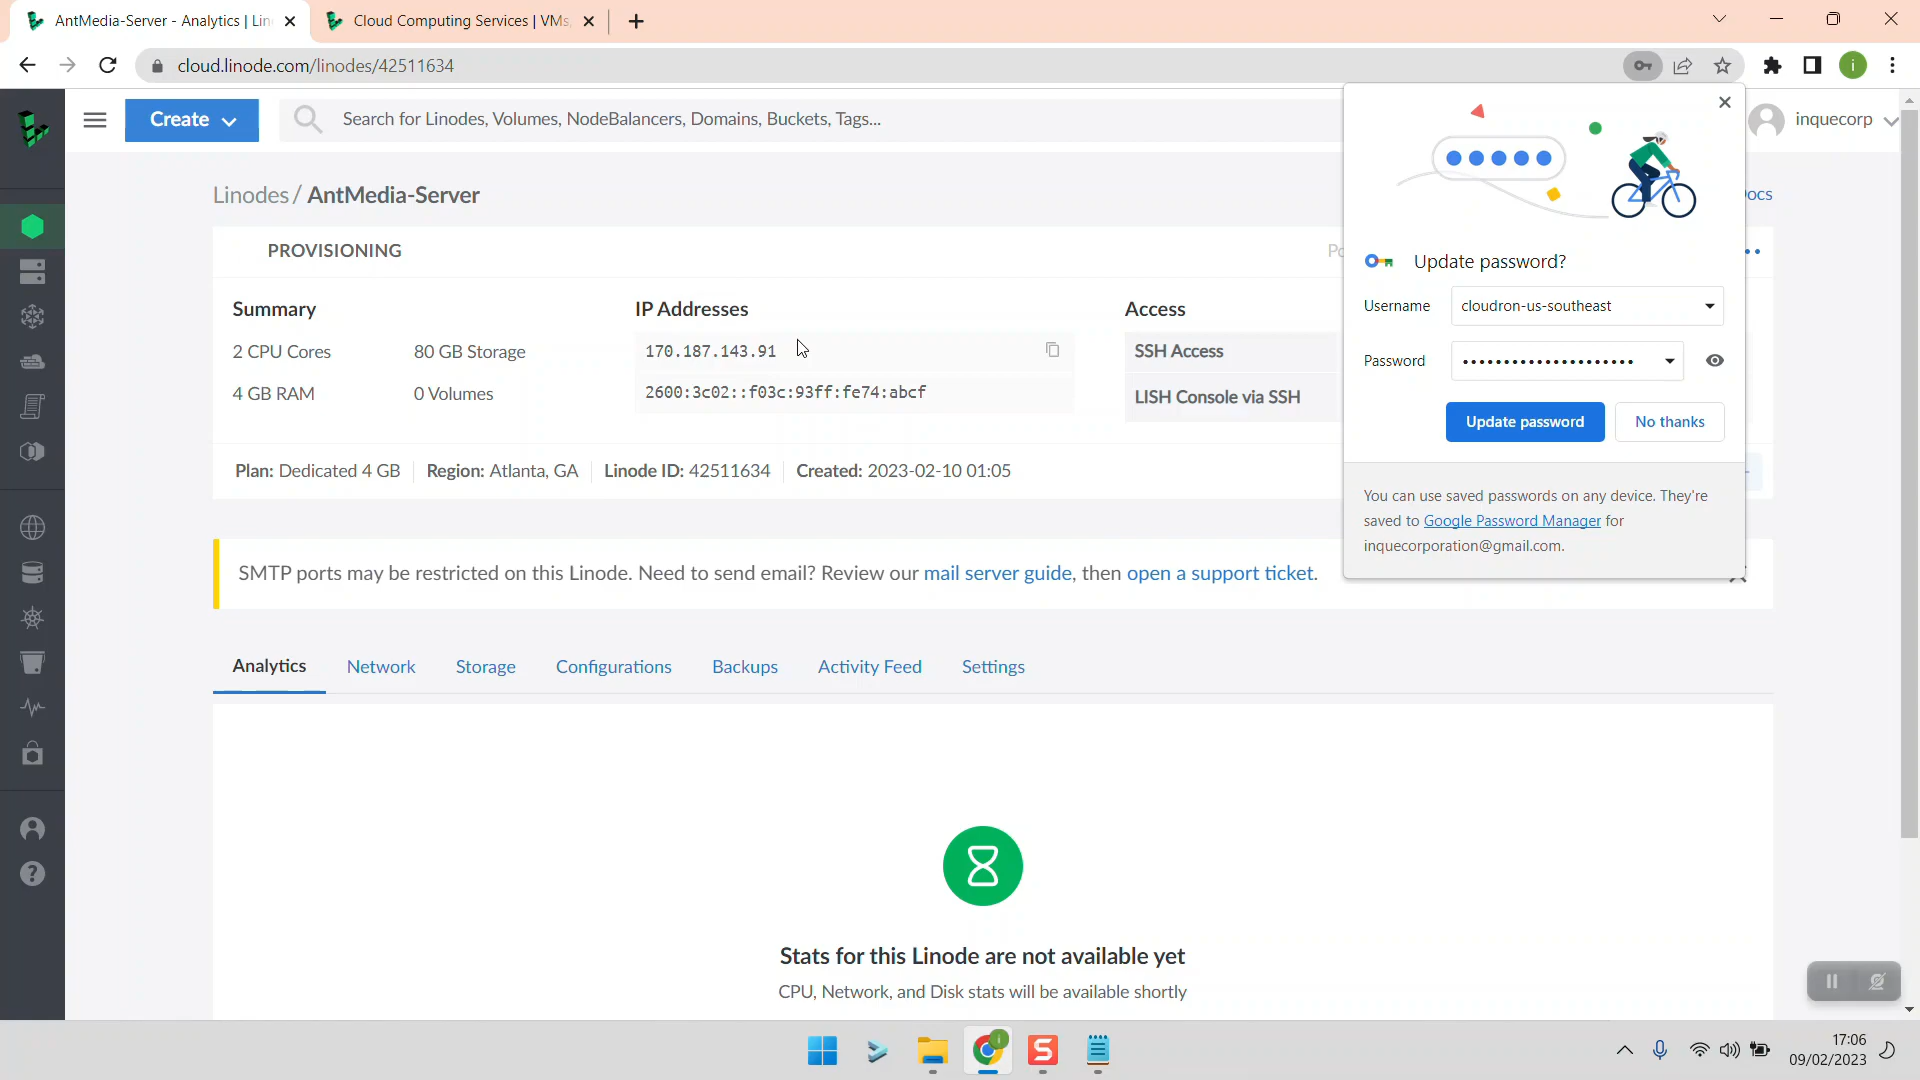 AntMedia-Server - Analytics | Lin
Cloud Computing Services | VMs,
cloud.linode.com/linodes/42511634
i
Create
Search for Linodes, Volumes, NodeBalancers, Domains, Buckets, Tags...
inquecorp
Linodes / AntMedia-Server
ocs
PROVISIONING
Po
Summary
IP Addresses
Access
2 CPU Cores
80 GB Storage
170.187.143.91
SSH Access
4 GB RAM
0 Volumes
2600:3c02::f03c:93ff:fe74:abcf
LISH Console via SSH
Plan: Dedicated 4 GB
Region: Atlanta, GA
Linode ID: 42511634
Created: 2023-02-10 01:05
Update password?
Username
cloudron-us-southeast
Password
Update password
No thanks
You can use saved passwords on any device. They're
saved to Google Password Manager for
inquecorporation@gmail.com.
SMTP ports may be restricted on this Linode. Need to send email? Review our mail server guide, then open a support ticket.
Analytics
Network
Storage
Configurations
Backups
Activity Feed
Settings
Stats for this Linode are not available yet
CPU, Network, and Disk stats will be available shortly
17:06
09/02/2023